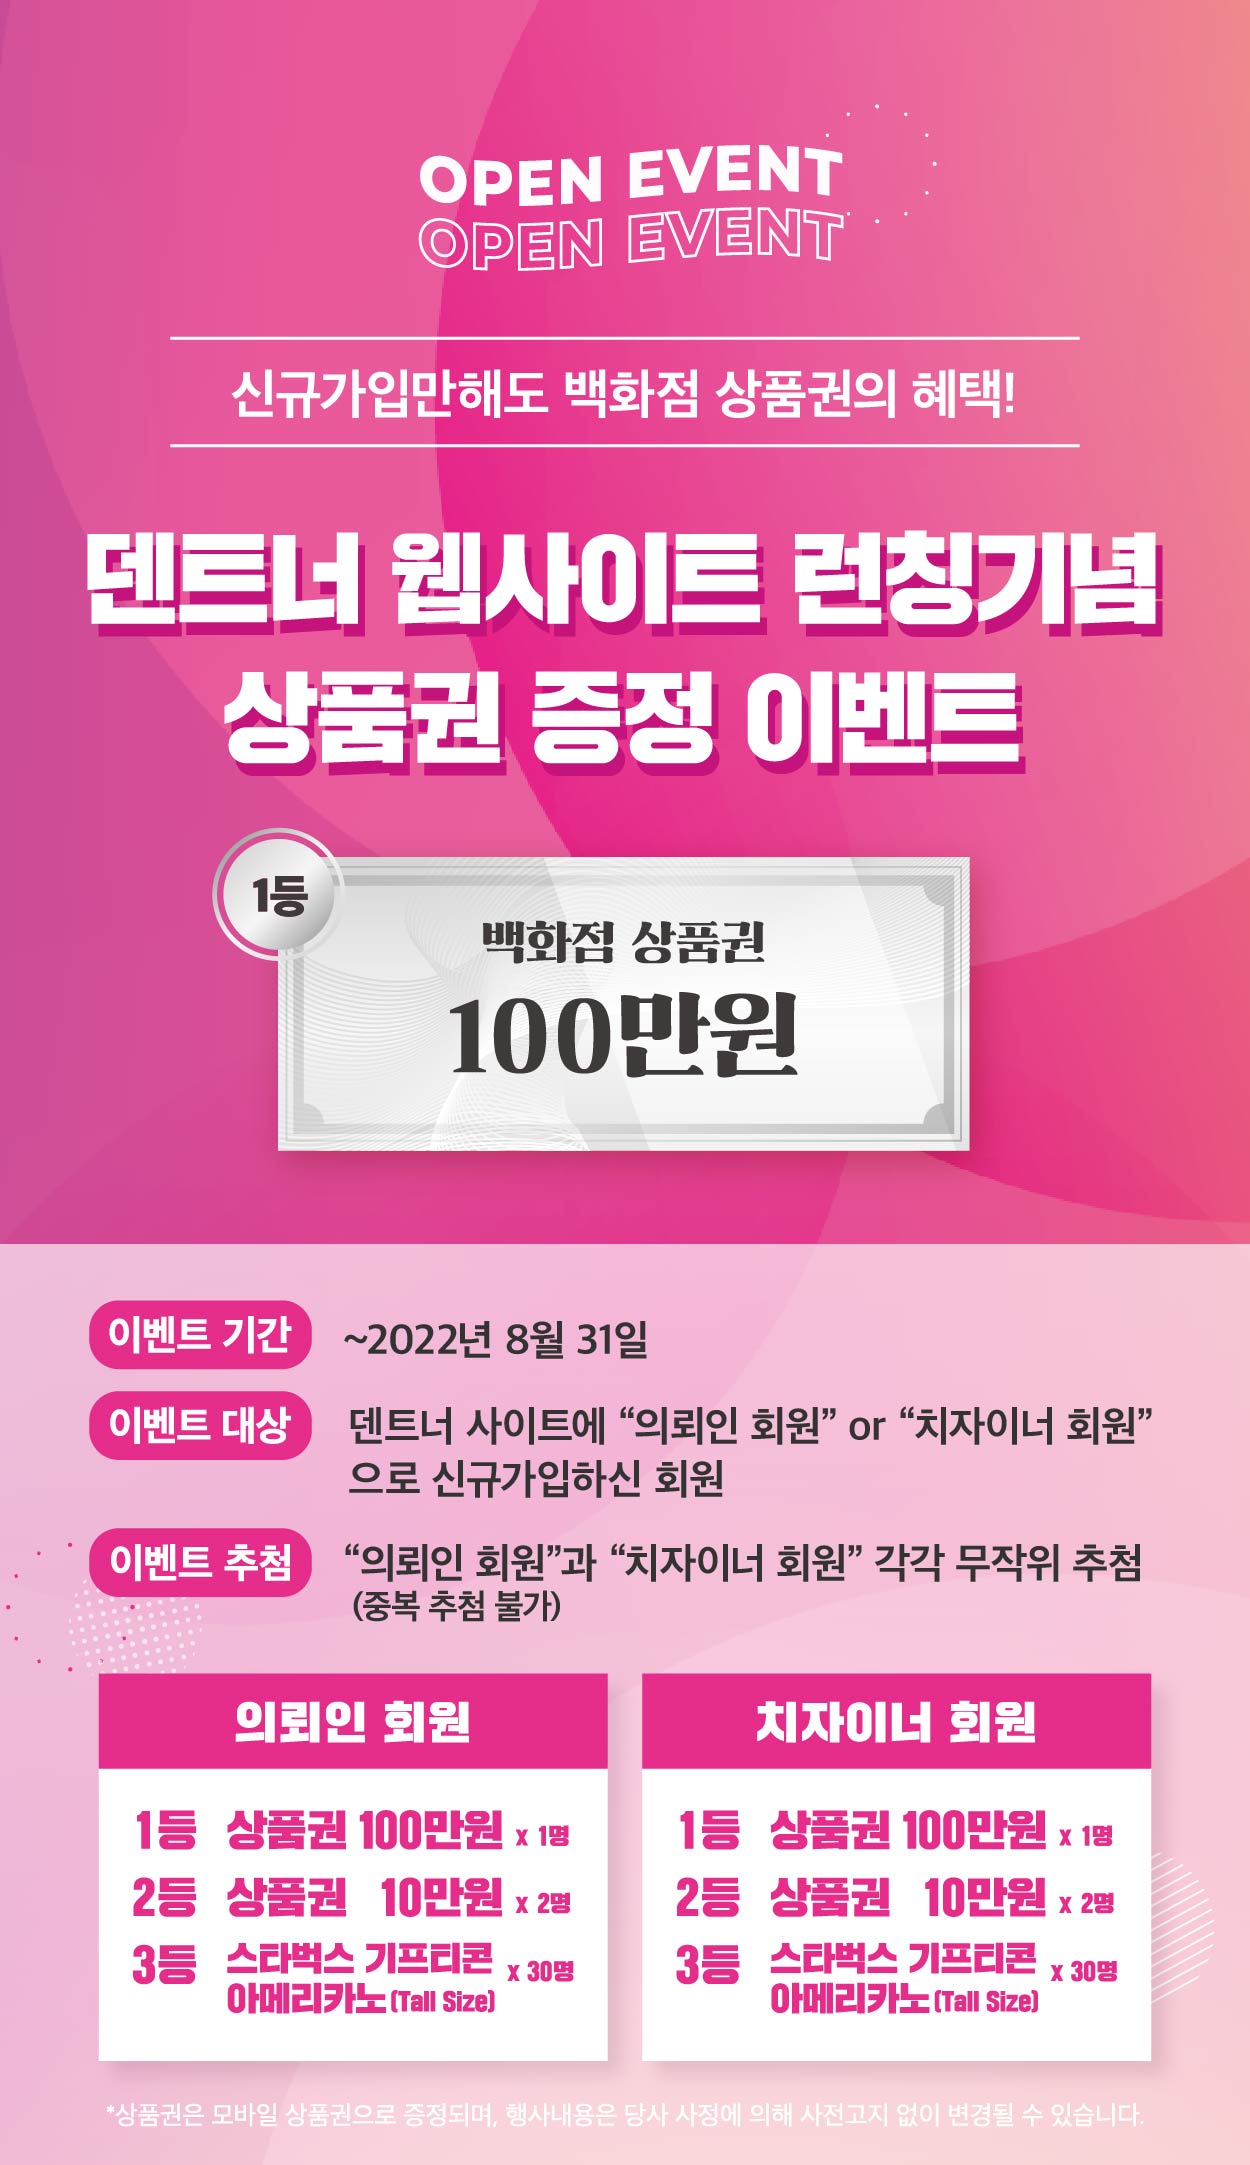 OPEN EVENT
OPEN EVENT
신규가입만해도 백화점 상품권의 혜택!
덴트너 웹사이트 런칭기념
상품권 증정 이벤트
1등
백화점 상품권
100만원
이벤트 기간
~2022년 8월 31일
이벤트 대상
덴트너 사이트에 “의뢰인 회원” or “치자이너 회원”
으로 신규가입하신 회원
이벤트 추첨
“의뢰인 회원”과 “치자이너 회원” 각각 무작위 추첨
(중복 추첨 불가)
의뢰인 회원
1등 상품권 100만원 x 1명
2등 상품권 10만원 x 2명
3등 스타벅스 기프티콘
아메리카노(Tall Size) x 30명
치자이너 회원
1등 상품권 100만원 x 1명
2등 상품권 10만원 x 2명
3등 스타벅스 기프티콘
아메리카노(Tall Size) x 30명
*상품권은 모바일 상품권으로 증정되며, 행사내용은 당사 사정에 의해 사전고지 없이 변경될 수 있습니다.